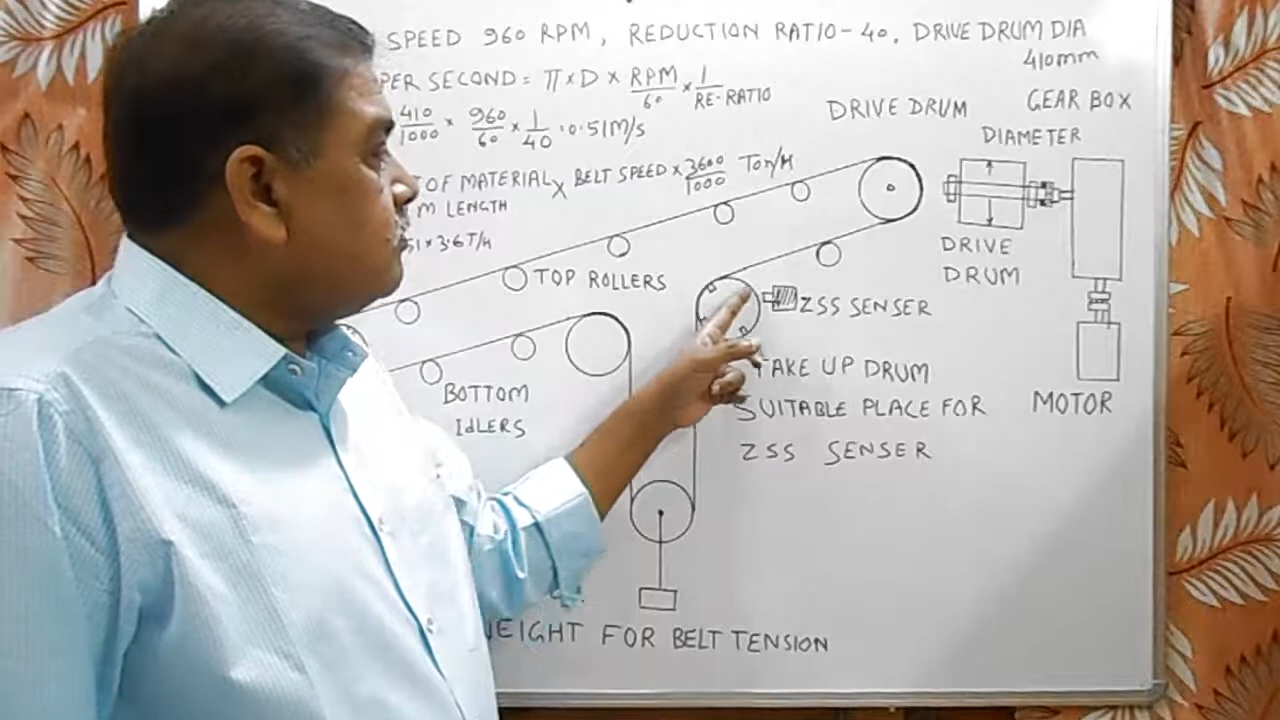 SPEED 960 RPM, REDUCTION RATIO-40, DRIVE DRUM DIA
410mm
PER SECOND = π×D × RPM/60 × 1/RE-RATIO
410/1000 × 960/60 × 1/40 0.51M/s
OF MATERIAL × BELT SPEED × 3600/1000 Ton/H
M LENGTH
51×3.6T/H
DRIVE DRUM
GEAR BOX
DIAMETER
DRIVE
DRUM
TOP ROLLERS
ZSS SENSER
TAKE UP DRUM
SUITABLE PLACE FOR
ZSS SENSER
MOTOR
BOTTOM
IdLERS
WEIGHT FOR BELT TENSION